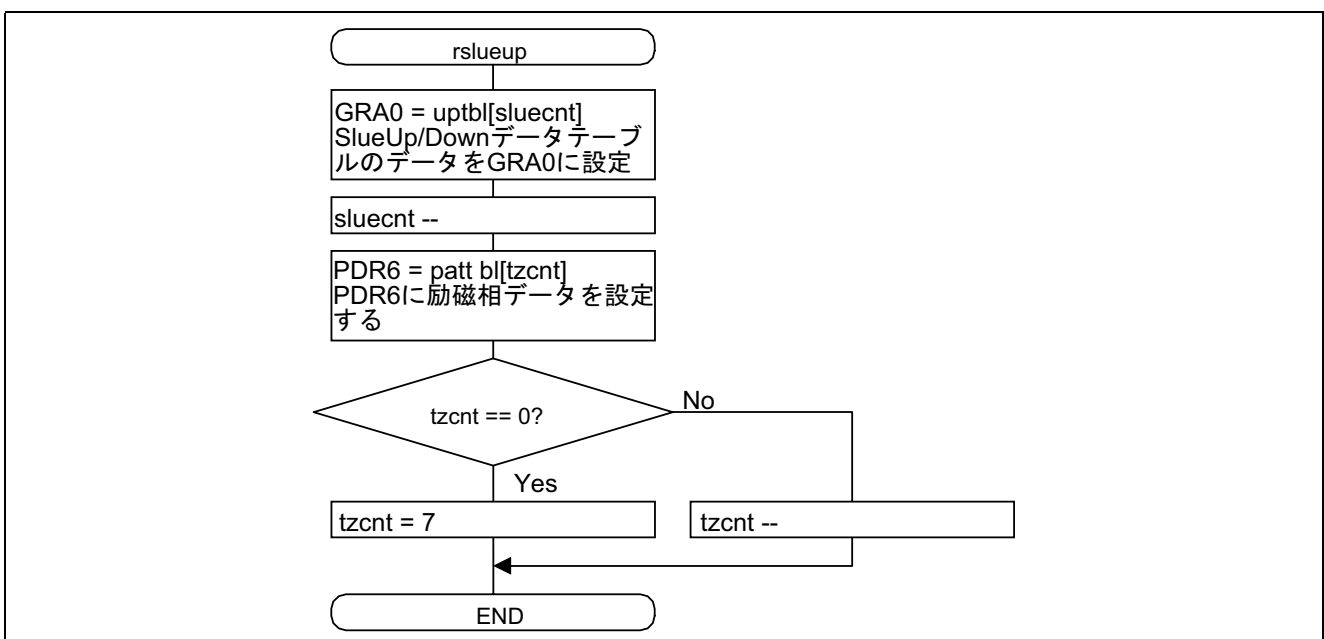 rslueup
GRA0 = uptbl[sluecnt]
SlueUp/Downデータテーブ
ルのデータをGRA0に設定
sluecnt --
PDR6 = patt bl[tzcnt]
PDR6に励磁相データを設定
する
tzcnt == 0?
No
Yes
tzcnt = 7
tzcnt --
END